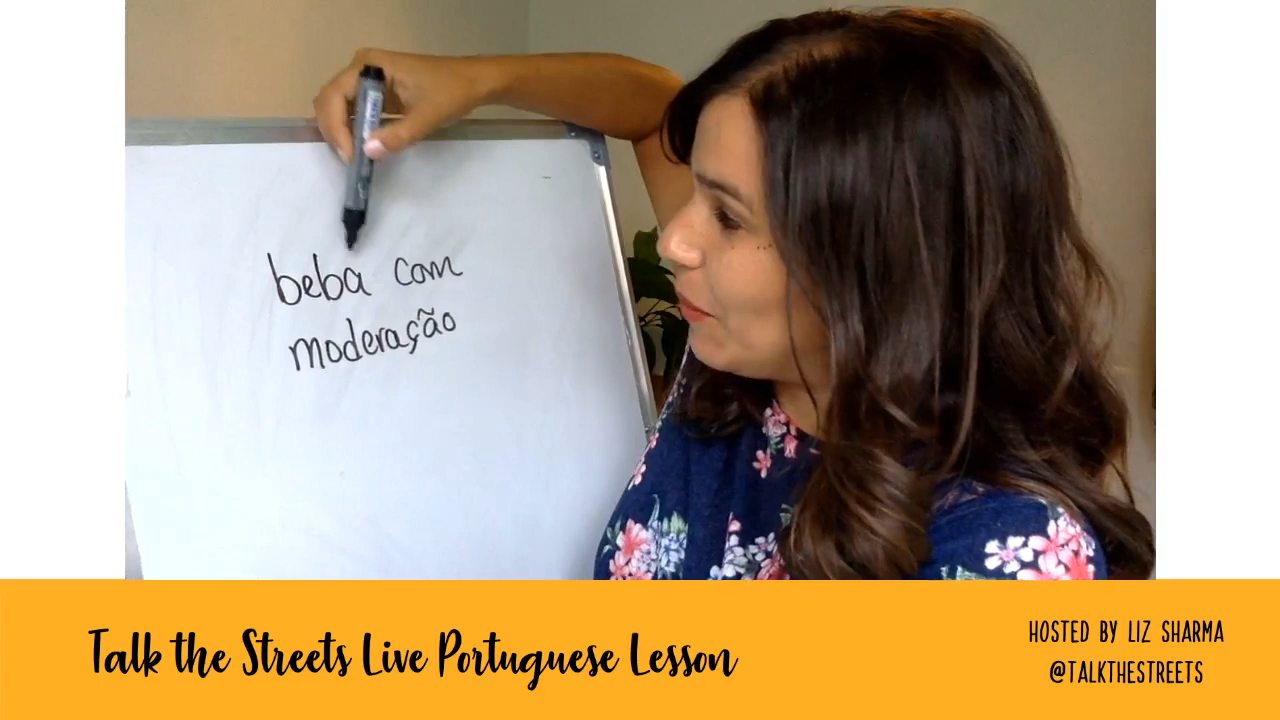 beba com
moderação
Talk the Streets Live Portuguese Lesson
HOSTED BY LIZ SHARMA
@TALKTHESTREETS